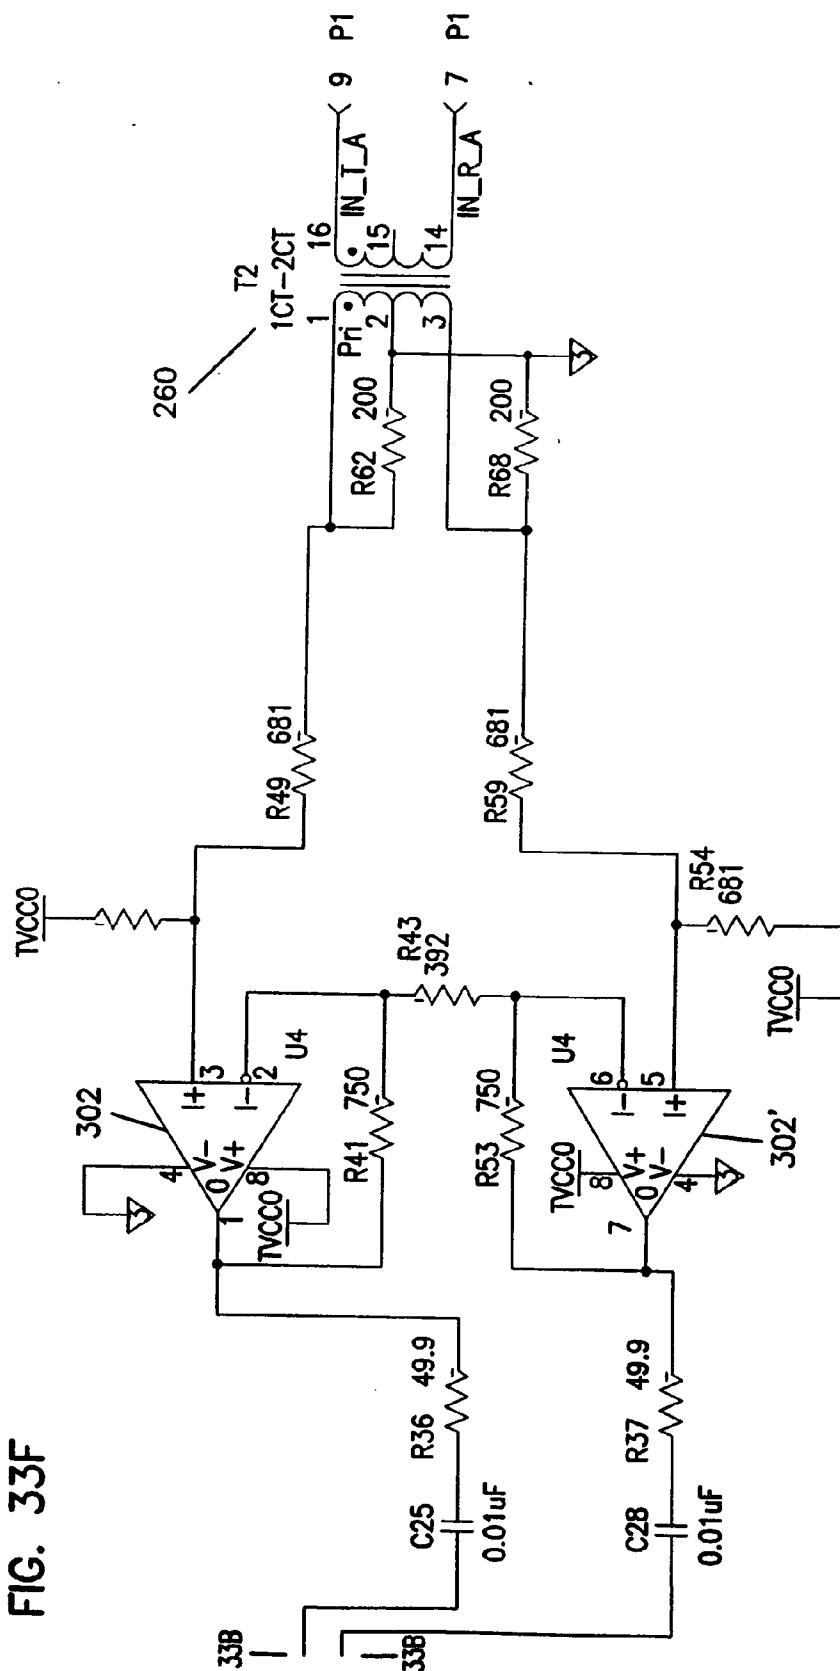 FIG. 33F
33B
33B
C25
0.01uF
R36
49.9
C28
0.01uF
R37
49.9
302
4
V-
V+
8
0
1
I+
3
I-
2
U4
3
TVCC0
R41
750
TVCC0
R43
392
R53
750
U4
302'
TVCC0
8
V+
0
V-
4
7
I-
6
I+
5
3
R54
681
TVCC0
R49
681
R59
681
R62
200
R68
200
3
260
T2
1CT-2CT
1
Pri
2
3
16
15
14
IN_T_A
IN_R_A
9 P1
7 P1